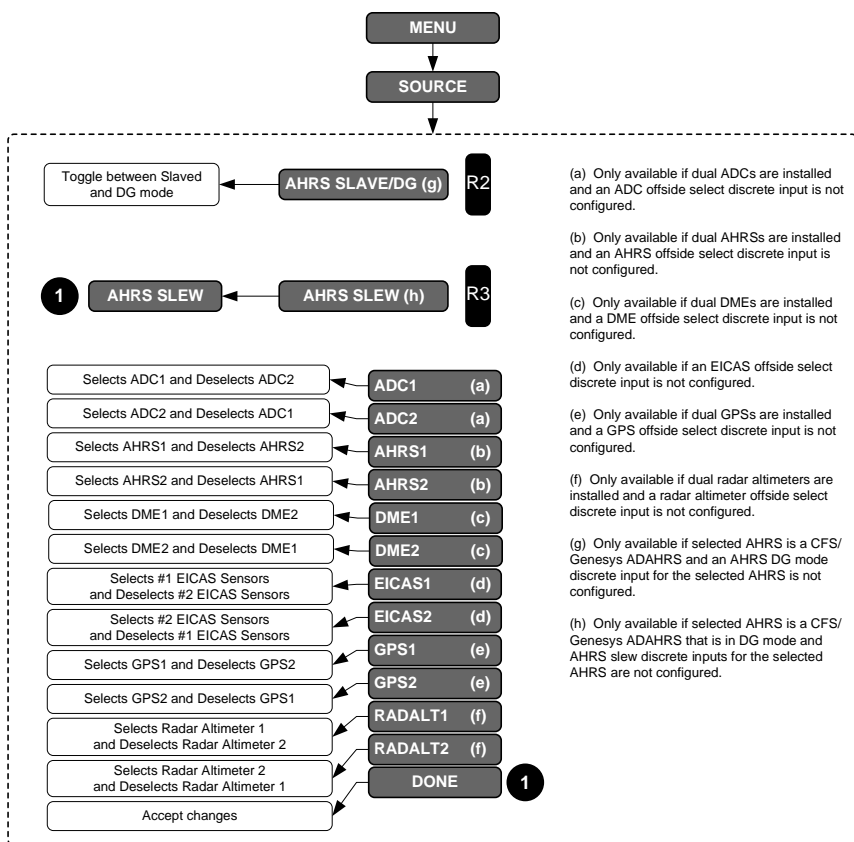 MENU
SOURCE
Toggle between Slaved
and DG mode
AHRS SLAVE/DG (g)
R2
1
AHRS SLEW
AHRS SLEW (h)
R3
Selects ADC1 and Deselects ADC2
ADC1 (a)
Selects ADC2 and Deselects ADC1
ADC2 (a)
Selects AHRS1 and Deselects AHRS2
AHRS1 (b)
Selects AHRS2 and Deselects AHRS1
AHRS2 (b)
Selects DME1 and Deselects DME2
DME1 (c)
Selects DME2 and Deselects DME1
DME2 (c)
Selects #1 EICAS Sensors
and Deselects #2 EICAS Sensors
EICAS1 (d)
Selects #2 EICAS Sensors
and Deselects #1 EICAS Sensors
EICAS2 (d)
Selects GPS1 and Deselects GPS2
GPS1 (e)
Selects GPS2 and Deselects GPS1
GPS2 (e)
Selects Radar Altimeter 1
and Deselects Radar Altimeter 2
RADALT1 (f)
Selects Radar Altimeter 2
and Deselects Radar Altimeter 1
RADALT2 (f)
Accept changes
DONE
1
(a) Only available if dual ADCs are installed
and an ADC offside select discrete input is not
configured.
(b) Only available if dual AHRSs are installed
and an AHRS offside select discrete input is
not configured.
(c) Only available if dual DMEs are installed
and a DME offside select discrete input is not
configured.
(d) Only available if an EICAS offside select
discrete input is not configured.
(e) Only available if dual GPSs are installed
and a GPS offside select discrete input is not
configured.
(f) Only available if dual radar altimeters are
installed and a radar altimeter offside select
discrete input is not configured.
(g) Only available if selected AHRS is a CFS/
Genesys ADAHRS and an AHRS DG mode
discrete input for the selected AHRS is not
configured.
(h) Only available if selected AHRS is a CFS/
Genesys ADAHRS that is in DG mode and
AHRS slew discrete inputs for the selected
AHRS are not configured.